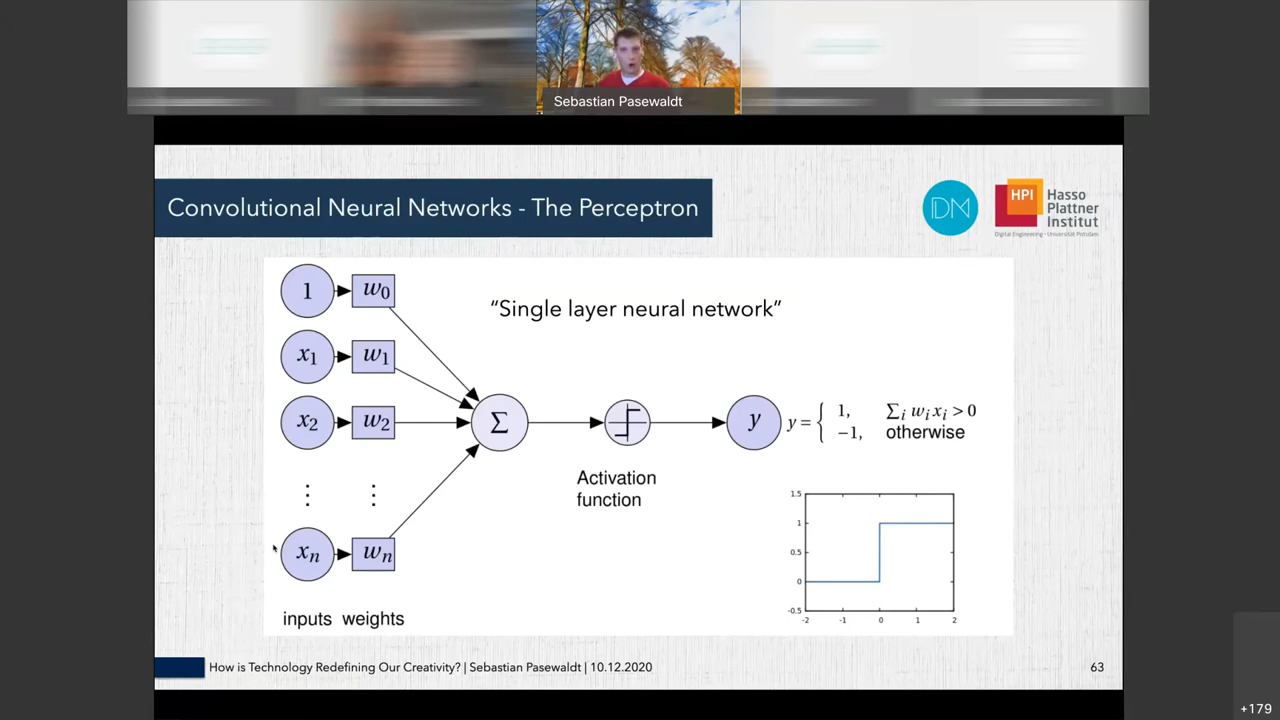 Sebastian Pasewaldt
Convolutional Neural Networks - The Perceptron
DM
HPI
Hasso
Plattner
Institut
Digital Engineering · Universität Potsdam
1
w0
“Single layer neural network”
x1
w1
x2
w2
Σ
y
y = { 1, Σi wi xi > 0
−1, otherwise
Activation
function
⋮ ⋮
xn
wn
inputs weights
1.5
1
0.5
0
-0.5
-2 -1 0 1 2
How is Technology Redefining Our Creativity? | Sebastian Pasewaldt | 10.12.2020
63
+179